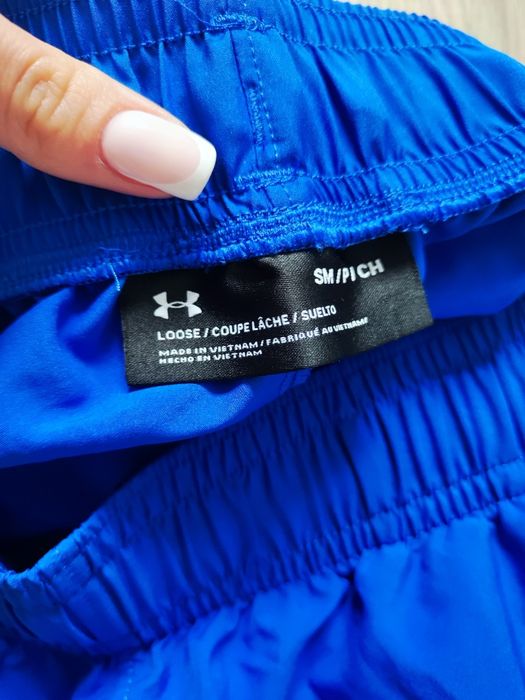 SM/P/CH
LOOSE / COUPE LÂCHE / SUELTO
MADE IN VIETNAM / FABRIQUÉ AU VIETNAM
HECHO EN VIETNAM